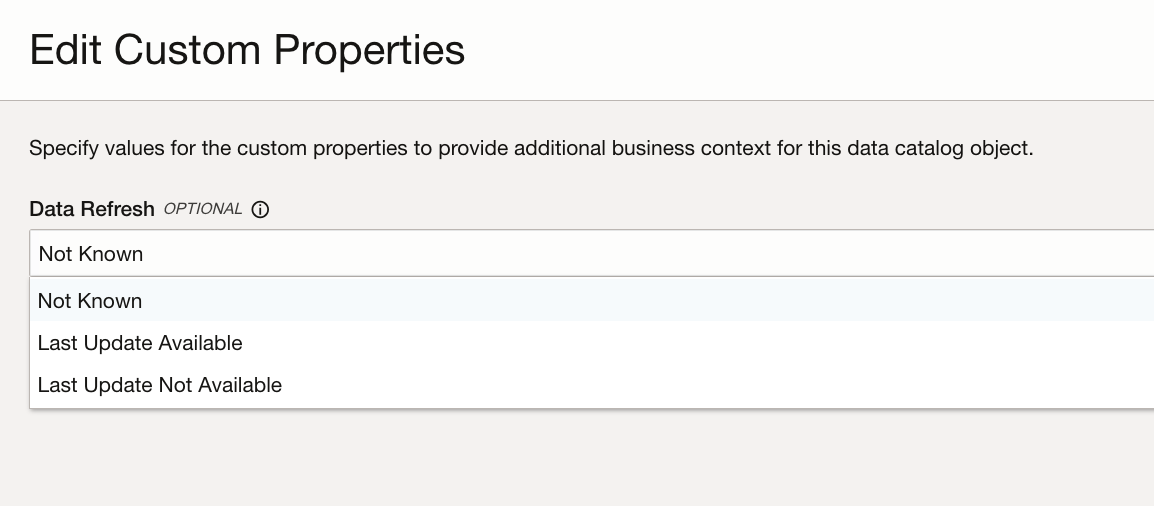 Edit Custom Properties
Specify values for the custom properties to provide additional business context for this data catalog object.
Data Refresh OPTIONAL
Not Known
Not Known
Last Update Available
Last Update Not Available